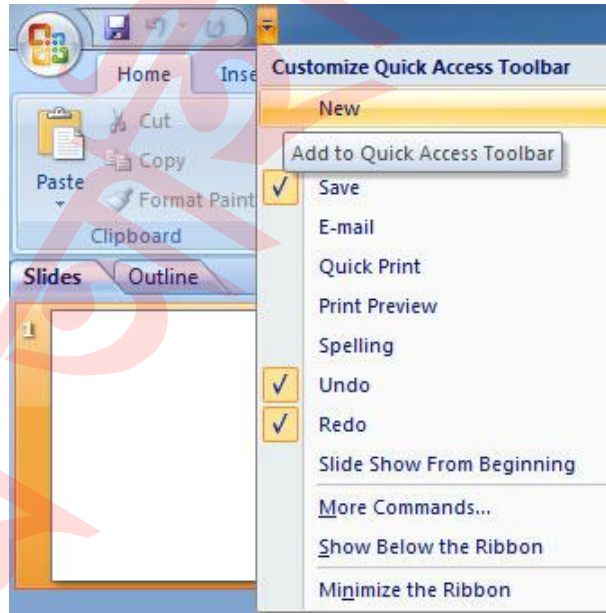 Home Inse
Cut
Copy
Format Paint
Paste
Clipboard
Slides Outline
1
Customize Quick Access Toolbar
New
Add to Quick Access Toolbar
Save
E-mail
Quick Print
Print Preview
Spelling
Undo
Redo
Slide Show From Beginning
More Commands...
Show Below the Ribbon
Minimize the Ribbon